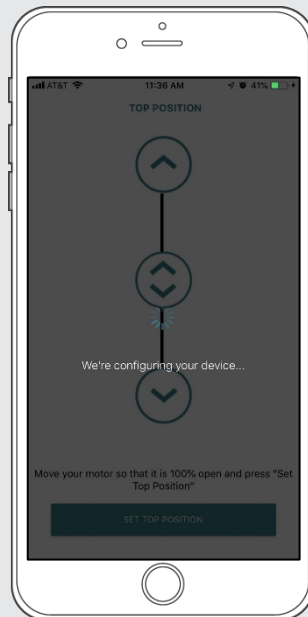 AT&T 11:36 AM 41%
TOP POSITION
We're configuring your device...
Move your motor so that it is 100% open and press "Set
Top Position"
SET TOP POSITION